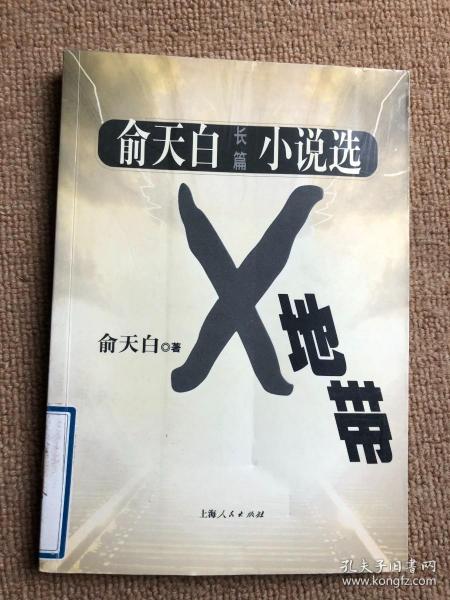 俞天白 长篇 小说选
X
地带
俞天白◎著
上海人民出版社
孔夫子旧书网
www.kongfz.com